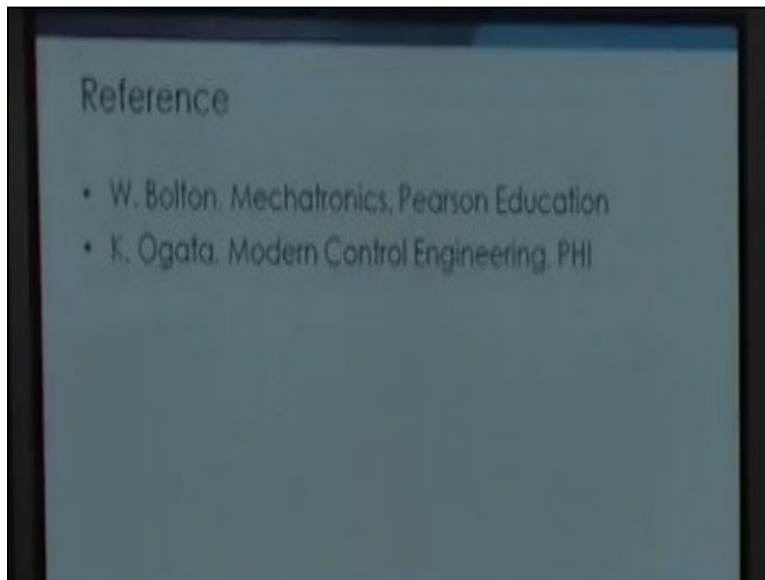 Reference
• W. Bolton. Mechatronics, Pearson Education
• K. Ogata. Modern Control Engineering, PHI